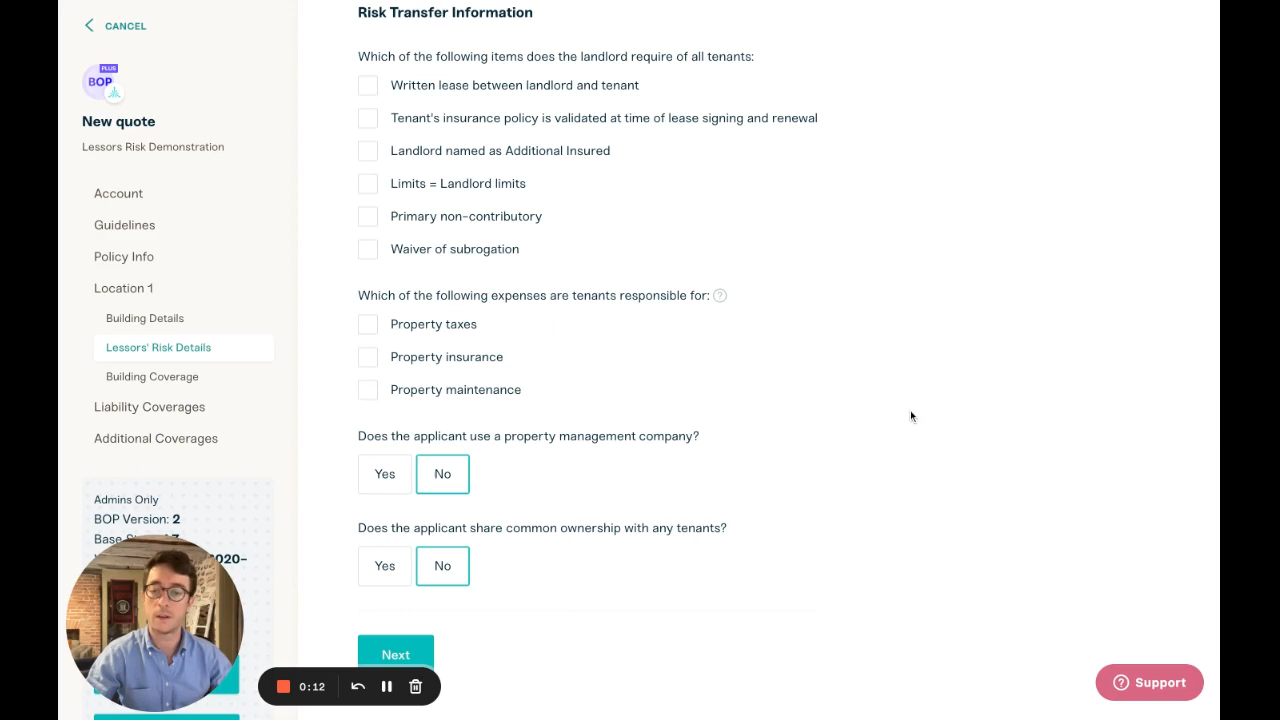 CANCEL
PLUS
BOP
New quote
Lessors Risk Demonstration
Account
Guidelines
Policy Info
Location 1
Building Details
Lessors' Risk Details
Building Coverage
Liability Coverages
Additional Coverages
Admins Only
BOP Version: 2
Risk Transfer Information
Which of the following items does the landlord require of all tenants:
Written lease between landlord and tenant
Tenant's insurance policy is validated at time of lease signing and renewal
Landlord named as Additional Insured
Limits = Landlord limits
Primary non-contributory
Waiver of subrogation
Which of the following expenses are tenants responsible for: ?
Property taxes
Property insurance
Property maintenance
Does the applicant use a property management company?
Yes No
Does the applicant share common ownership with any tenants?
Yes No
Next
0:12
? Support